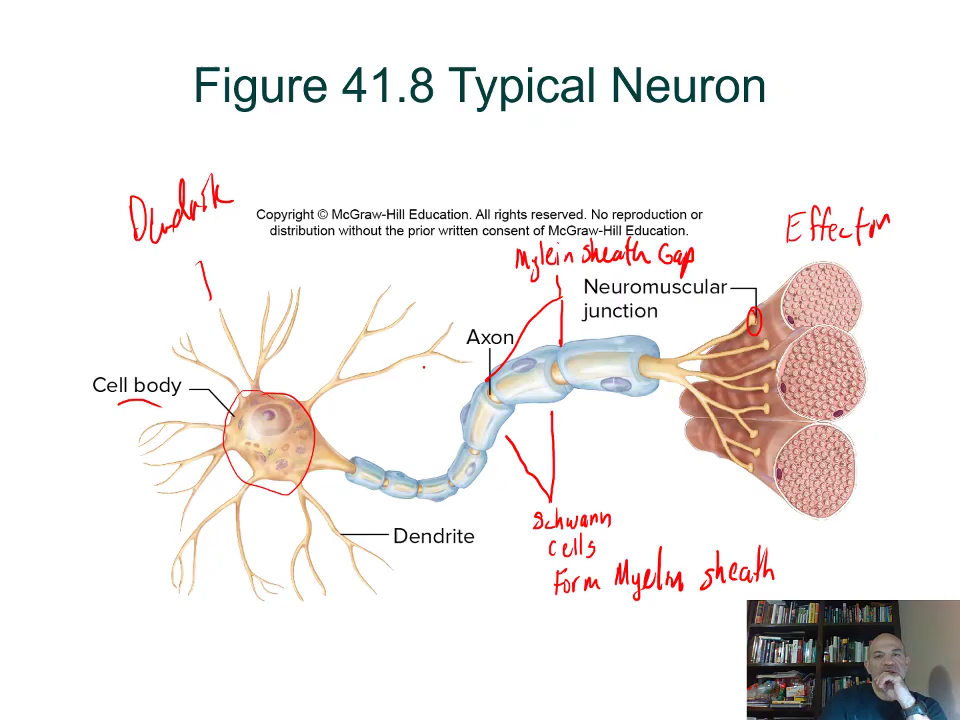 Figure 41.8 Typical Neuron
Copyright © McGraw-Hill Education. All rights reserved. No reproduction or
distribution without the prior written consent of McGraw-Hill Education.
Effector
Mylein sheath Gap
Neuromuscular
junction
Axon
Cell body
Dendrite
Schwann
cells
Form Myelin sheath